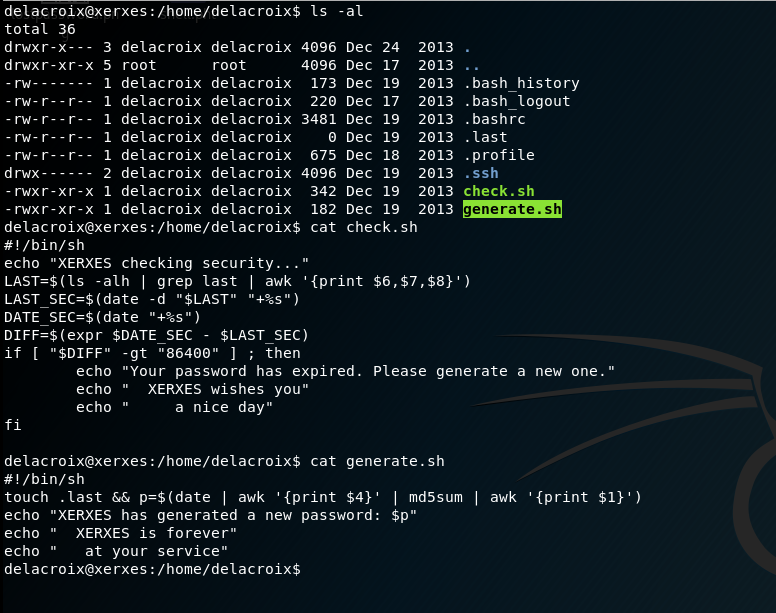 delacroix@xerxes:/home/delacroix$ ls -al
total 36
drwxr-x--- 3 delacroix delacroix 4096 Dec 24  2013 .
drwxr-xr-x 5 root      root      4096 Dec 17  2013 ..
-rw------- 1 delacroix delacroix  173 Dec 19  2013 .bash_history
-rw-r--r-- 1 delacroix delacroix  220 Dec 17  2013 .bash_logout
-rw-r--r-- 1 delacroix delacroix 3481 Dec 19  2013 .bashrc
-rw-r--r-- 1 delacroix delacroix    0 Dec 19  2013 .last
-rw-r--r-- 1 delacroix delacroix  675 Dec 18  2013 .profile
drwx------ 2 delacroix delacroix 4096 Dec 19  2013 .ssh
-rwxr-xr-x 1 delacroix delacroix  342 Dec 19  2013 check.sh
-rwxr-xr-x 1 delacroix delacroix  182 Dec 19  2013 generate.sh
delacroix@xerxes:/home/delacroix$ cat check.sh
#!/bin/sh
echo "XERXES checking security..."
LAST=$(ls -alh | grep last | awk '{print $6,$7,$8}')
LAST_SEC=$(date -d "$LAST" "+%s")
DATE_SEC=$(date "+%s")
DIFF=$(expr $DATE_SEC - $LAST_SEC)
if [ "$DIFF" -gt "86400" ] ; then
        echo "Your password has expired. Please generate a new one."
        echo "  XERXES wishes you"
        echo "     a nice day"
fi

delacroix@xerxes:/home/delacroix$ cat generate.sh
#!/bin/sh
touch .last && p=$(date | awk '{print $4}' | md5sum | awk '{print $1}')
echo "XERXES has generated a new password: $p"
echo "  XERXES is forever"
echo "   at your service"
delacroix@xerxes:/home/delacroix$